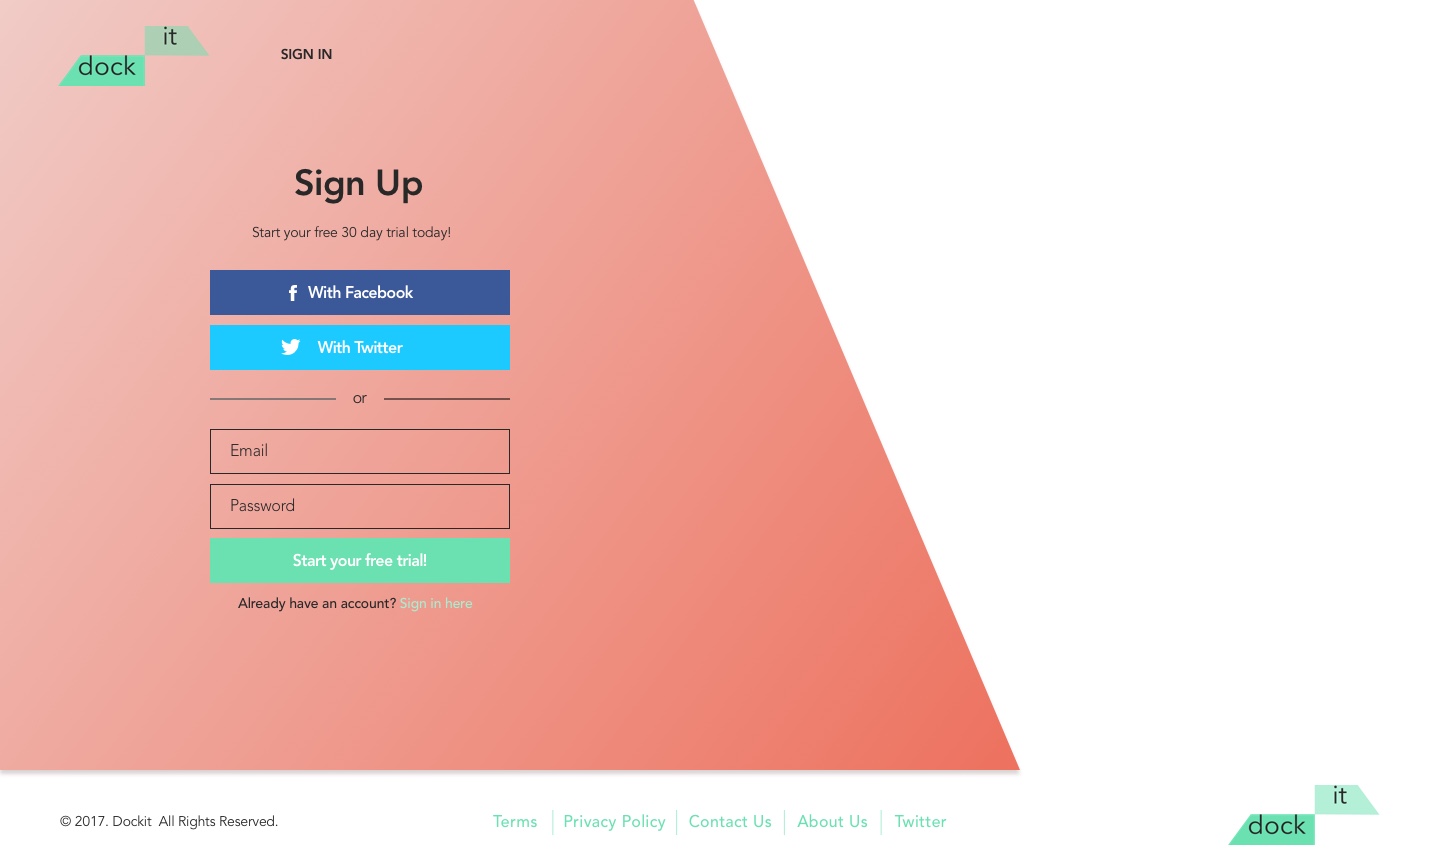 it
dock
SIGN IN
Sign Up
Start your free 30 day trial today!
With Facebook
With Twitter
or
Email
Password
Start your free trial!
Already have an account? Sign in here
© 2017. Dockit  All Rights Reserved.
Terms
Privacy Policy
Contact Us
About Us
Twitter
it
dock